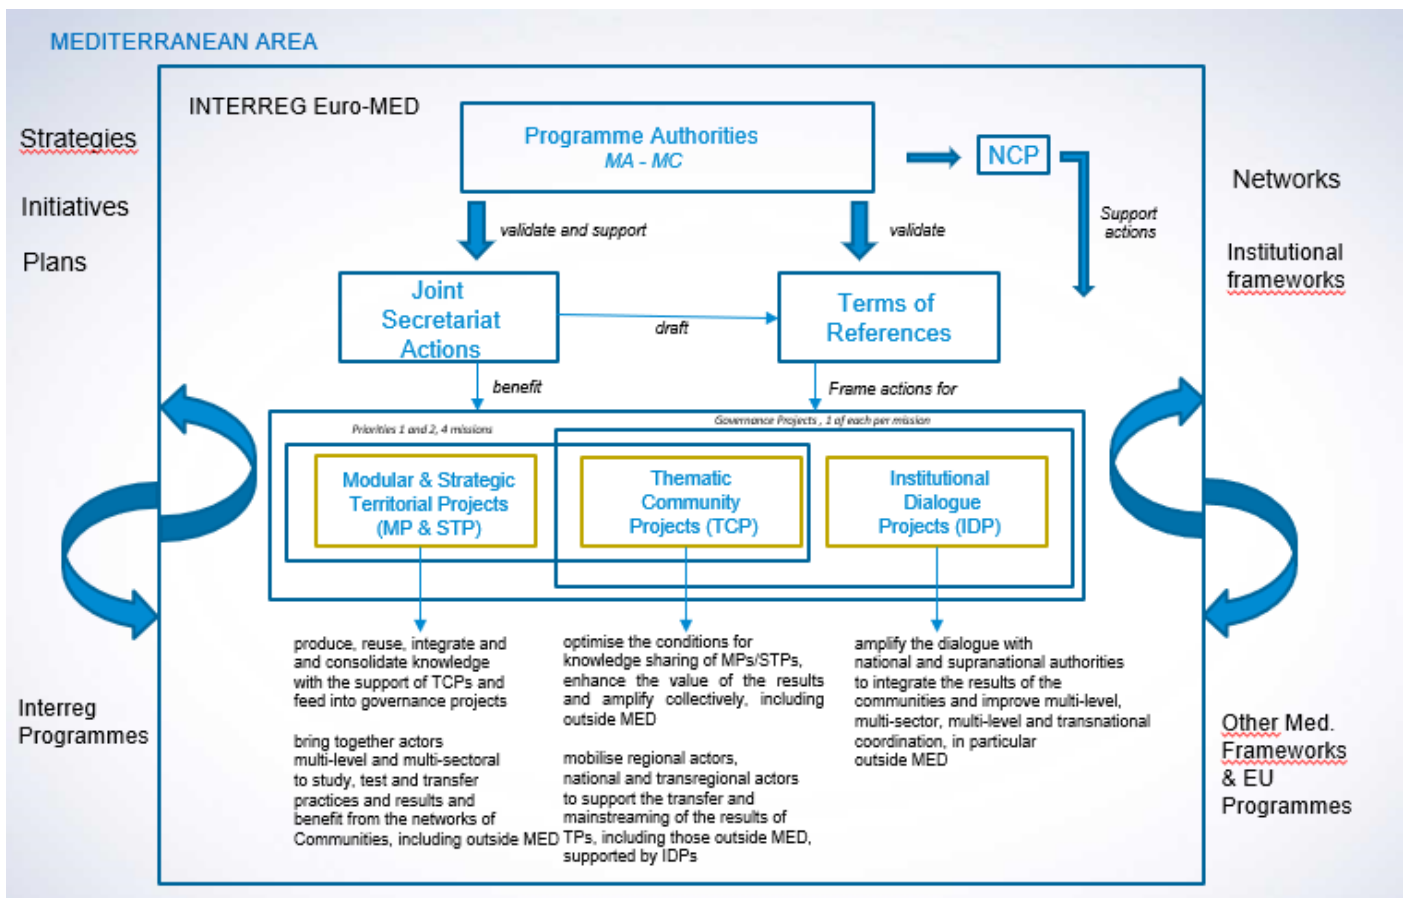 MEDITERRANEAN AREA
INTERREG Euro-MED
Strategies
Initiatives
Plans
Programme Authorities
MA - MC
NCP
Networks
Institutional
frameworks
validate and support
validate
Support
actions
Joint
Secretariat
Actions
draft
Terms of
References
benefit
Frame actions for
Priorities 1 and 2, 4 missions
Governance Projects , 1 of each per mission
Modular & Strategic
Territorial Projects
(MP & STP)
Thematic
Community
Projects (TCP)
Institutional
Dialogue
Projects (IDP)
produce, reuse, integrate and
and consolidate knowledge
with the support of TCPs and
feed into governance projects
bring together actors
multi-level and multi-sectoral
to study, test and transfer
practices and results and
benefit from the networks of
Communities, including outside MED
optimise the conditions for
knowledge sharing of MPs/STPs,
enhance the value of the results
and amplify collectively, including
outside MED
mobilise regional actors,
national and transregional actors
to support the transfer and
mainstreaming of the results of
TPs, including those outside MED,
supported by IDPs
amplify the dialogue with
national and supranational authorities
to integrate the results of the
communities and improve multi-level,
multi-sector, multi-level and transnational
coordination, in particular
outside MED
Interreg
Programmes
Other Med.
Frameworks
& EU
Programmes